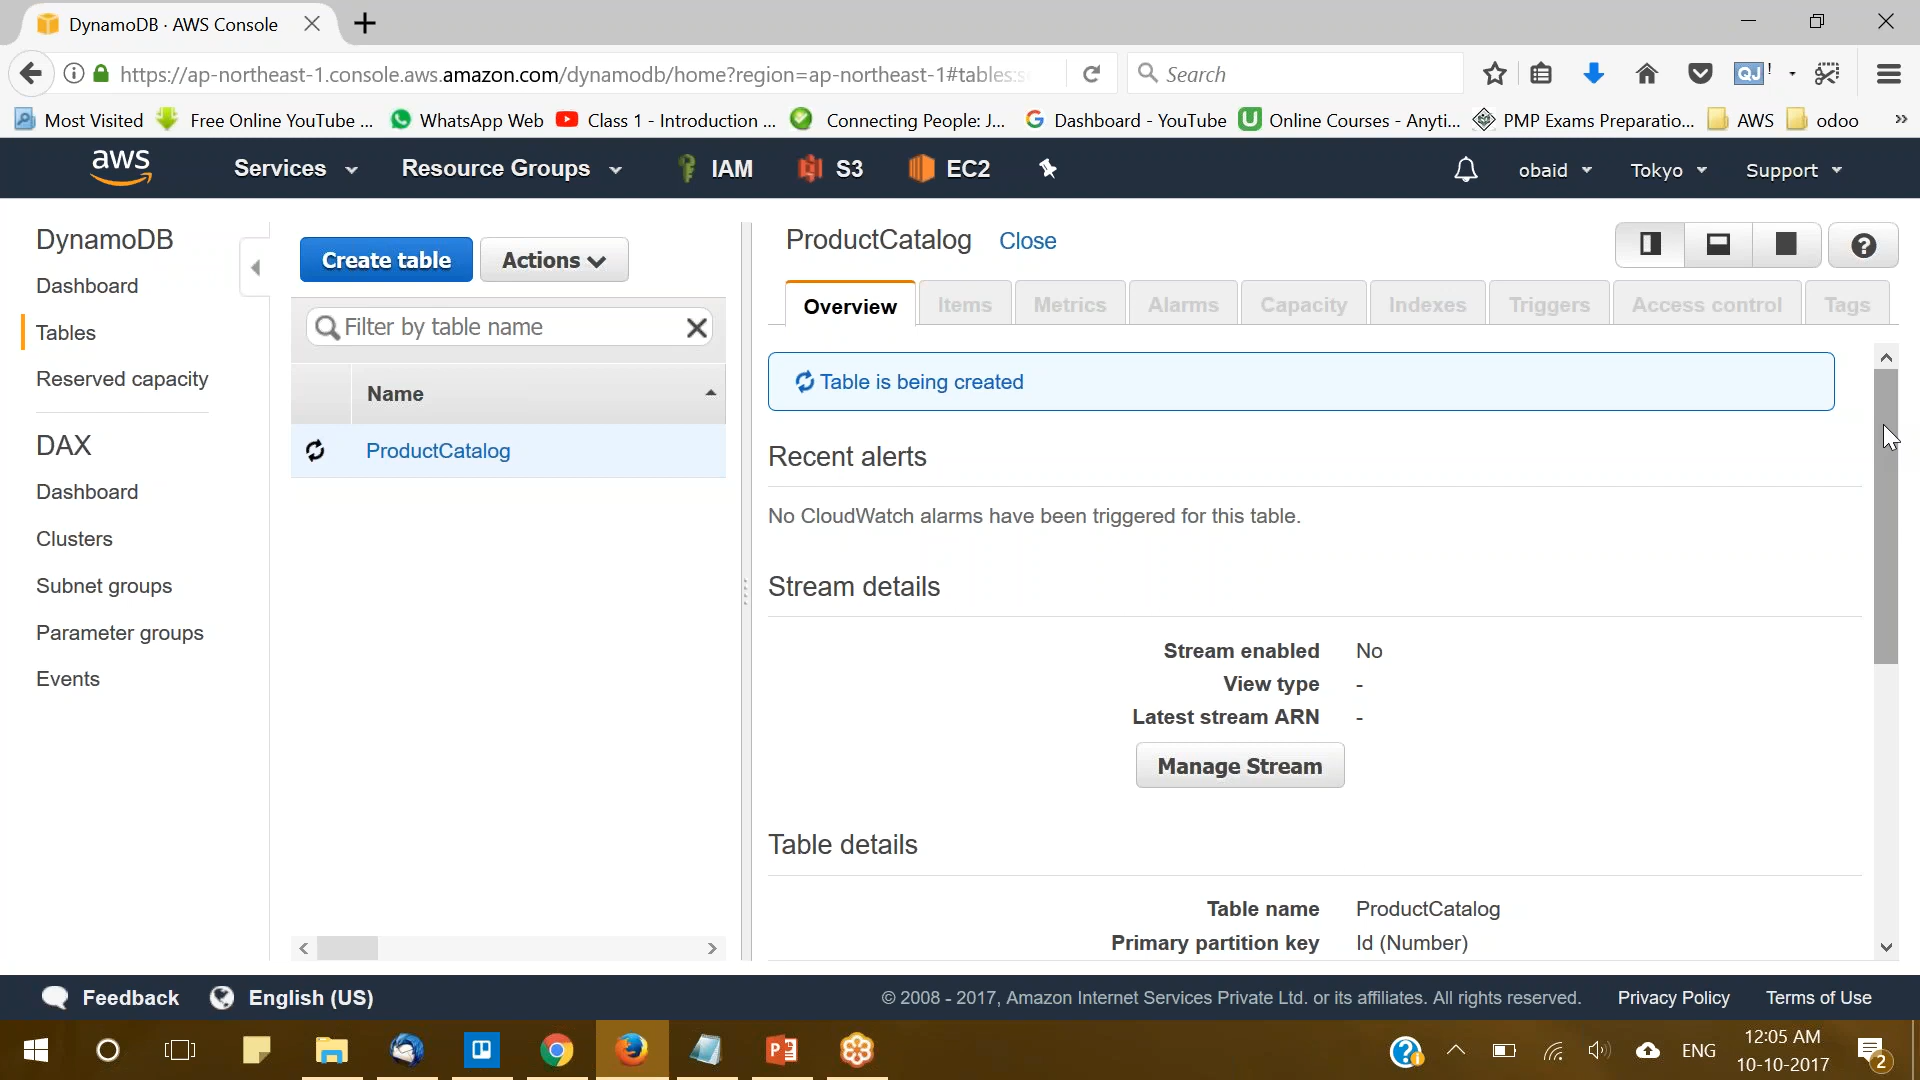 DynamoDB · AWS Console
https://ap-northeast-1.console.aws.amazon.com/dynamodb/home?region=ap-northeast-1#tables:s
Search
QJ !
Most Visited
Free Online YouTube ...
WhatsApp Web
Class 1 - Introduction ...
Connecting People: J...
Dashboard - YouTube
Online Courses - Anyti...
PMP Exams Preparatio...
AWS
odoo
aws
Services
Resource Groups
IAM
S3
EC2
obaid
Tokyo
Support
DynamoDB
Dashboard
Tables
Reserved capacity
DAX
Dashboard
Clusters
Subnet groups
Parameter groups
Events
Create table
Actions
Filter by table name
Name
ProductCatalog
ProductCatalog Close
Overview
Items
Metrics
Alarms
Capacity
Indexes
Triggers
Access control
Tags
Table is being created
Recent alerts
No CloudWatch alarms have been triggered for this table.
Stream details
Stream enabled No
View type -
Latest stream ARN -
Manage Stream
Table details
Table name ProductCatalog
Primary partition key Id (Number)
Feedback
English (US)
© 2008 - 2017, Amazon Internet Services Private Ltd. or its affiliates. All rights reserved.
Privacy Policy
Terms of Use
ENG
12:05 AM
10-10-2017
2